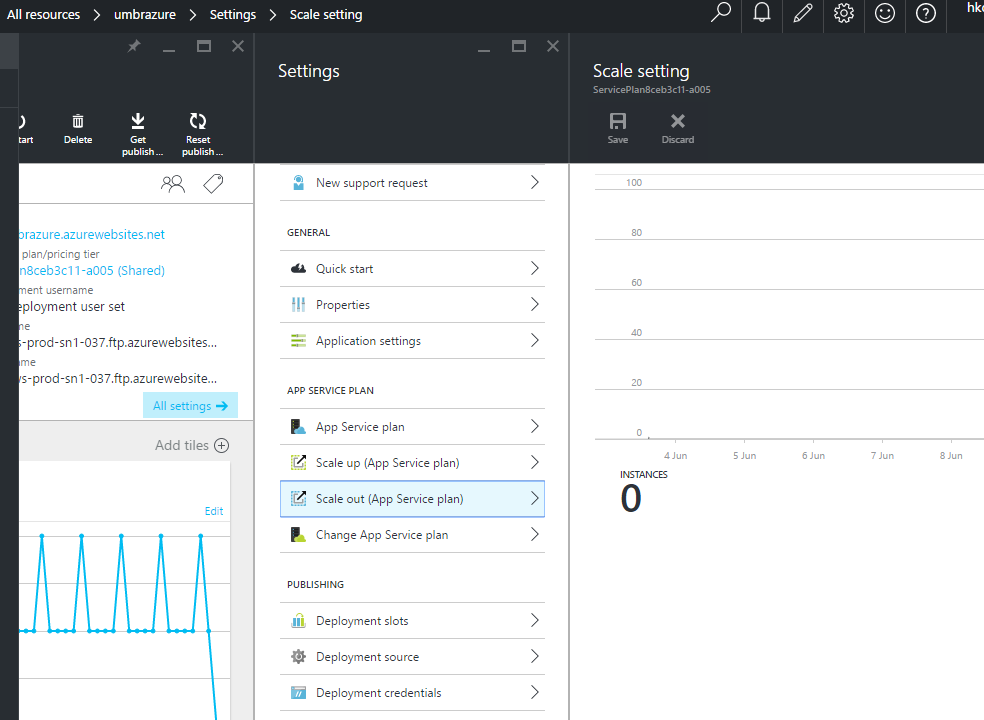 All resources > umbrazure > Settings > Scale setting
hko
tart
Delete
Get
publish ...
Reset
publish ...
brazure.azurewebsites.net
plan/pricing tier
n8ceb3c11-a005 (Shared)
ment username
eployment user set
me
s-prod-sn1-037.ftp.azurewebsites...
ame
ws-prod-sn1-037.ftp.azurewebsite...
All settings →
Add tiles
Edit
Settings
New support request
GENERAL
Quick start
Properties
Application settings
APP SERVICE PLAN
App Service plan
Scale up (App Service plan)
Scale out (App Service plan)
Change App Service plan
PUBLISHING
Deployment slots
Deployment source
Deployment credentials
Scale setting
ServicePlan8ceb3c11-a005
Save
Discard
100
80
60
40
20
0
4 Jun
5 Jun
6 Jun
7 Jun
8 Jun
INSTANCES
0